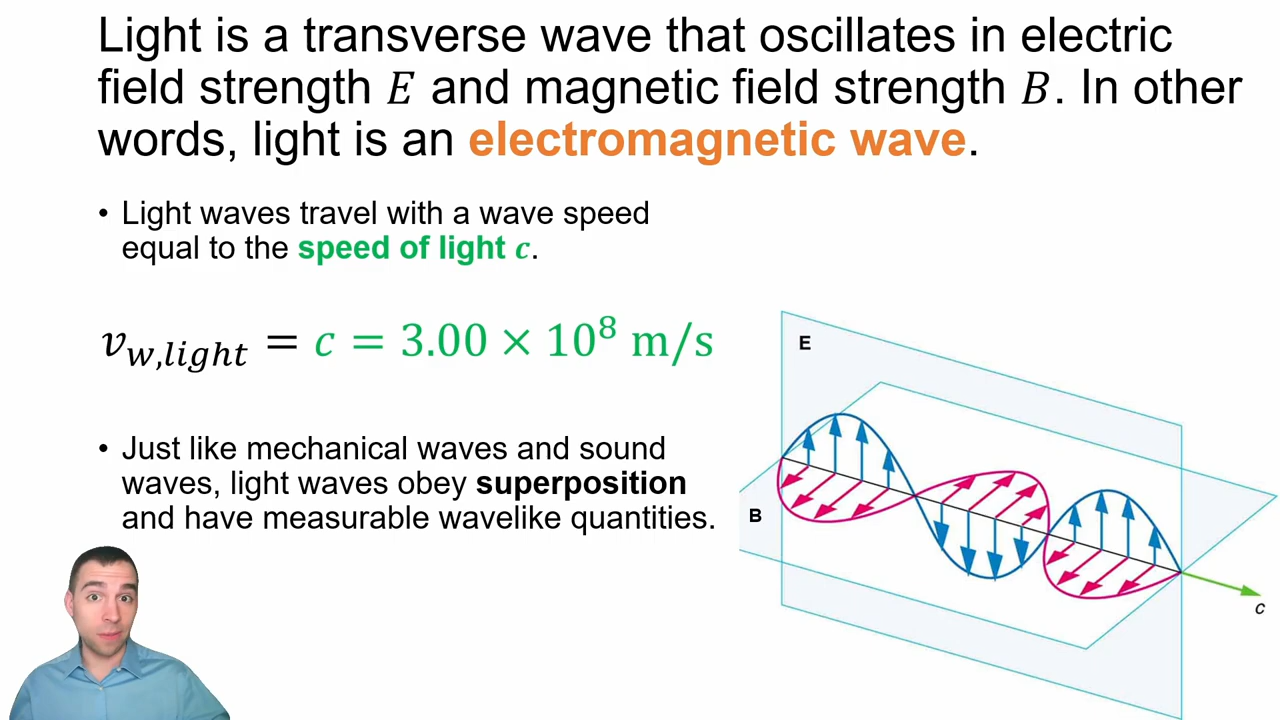 Light is a transverse wave that oscillates in electric
field strength E and magnetic field strength B. In other
words, light is an electromagnetic wave.
• Light waves travel with a wave speed
equal to the speed of light c.
v_{w,light} = c = 3.00 × 10⁸ m/s
• Just like mechanical waves and sound
waves, light waves obey superposition
and have measurable wavelike quantities.
E
B
c